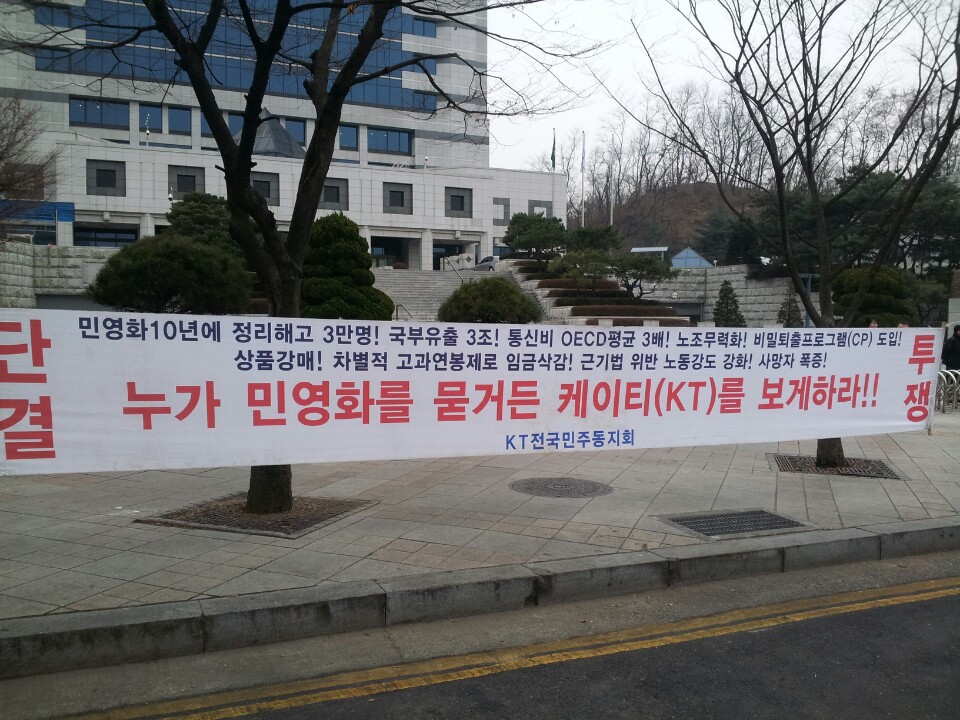 단결
민영화10년에 정리해고 3만명! 국부유출 3조! 통신비 OECD평균 3배! 노조무력화! 비밀퇴출프로그램(CP) 도입!
상품강매! 차별적 고과연봉제로 임금삭감! 근기법 위반 노동강도 강화! 사망자 폭증!
누가 민영화를 묻거든 케이티(KT)를 보게하라!!
KT전국민주동지회
투쟁